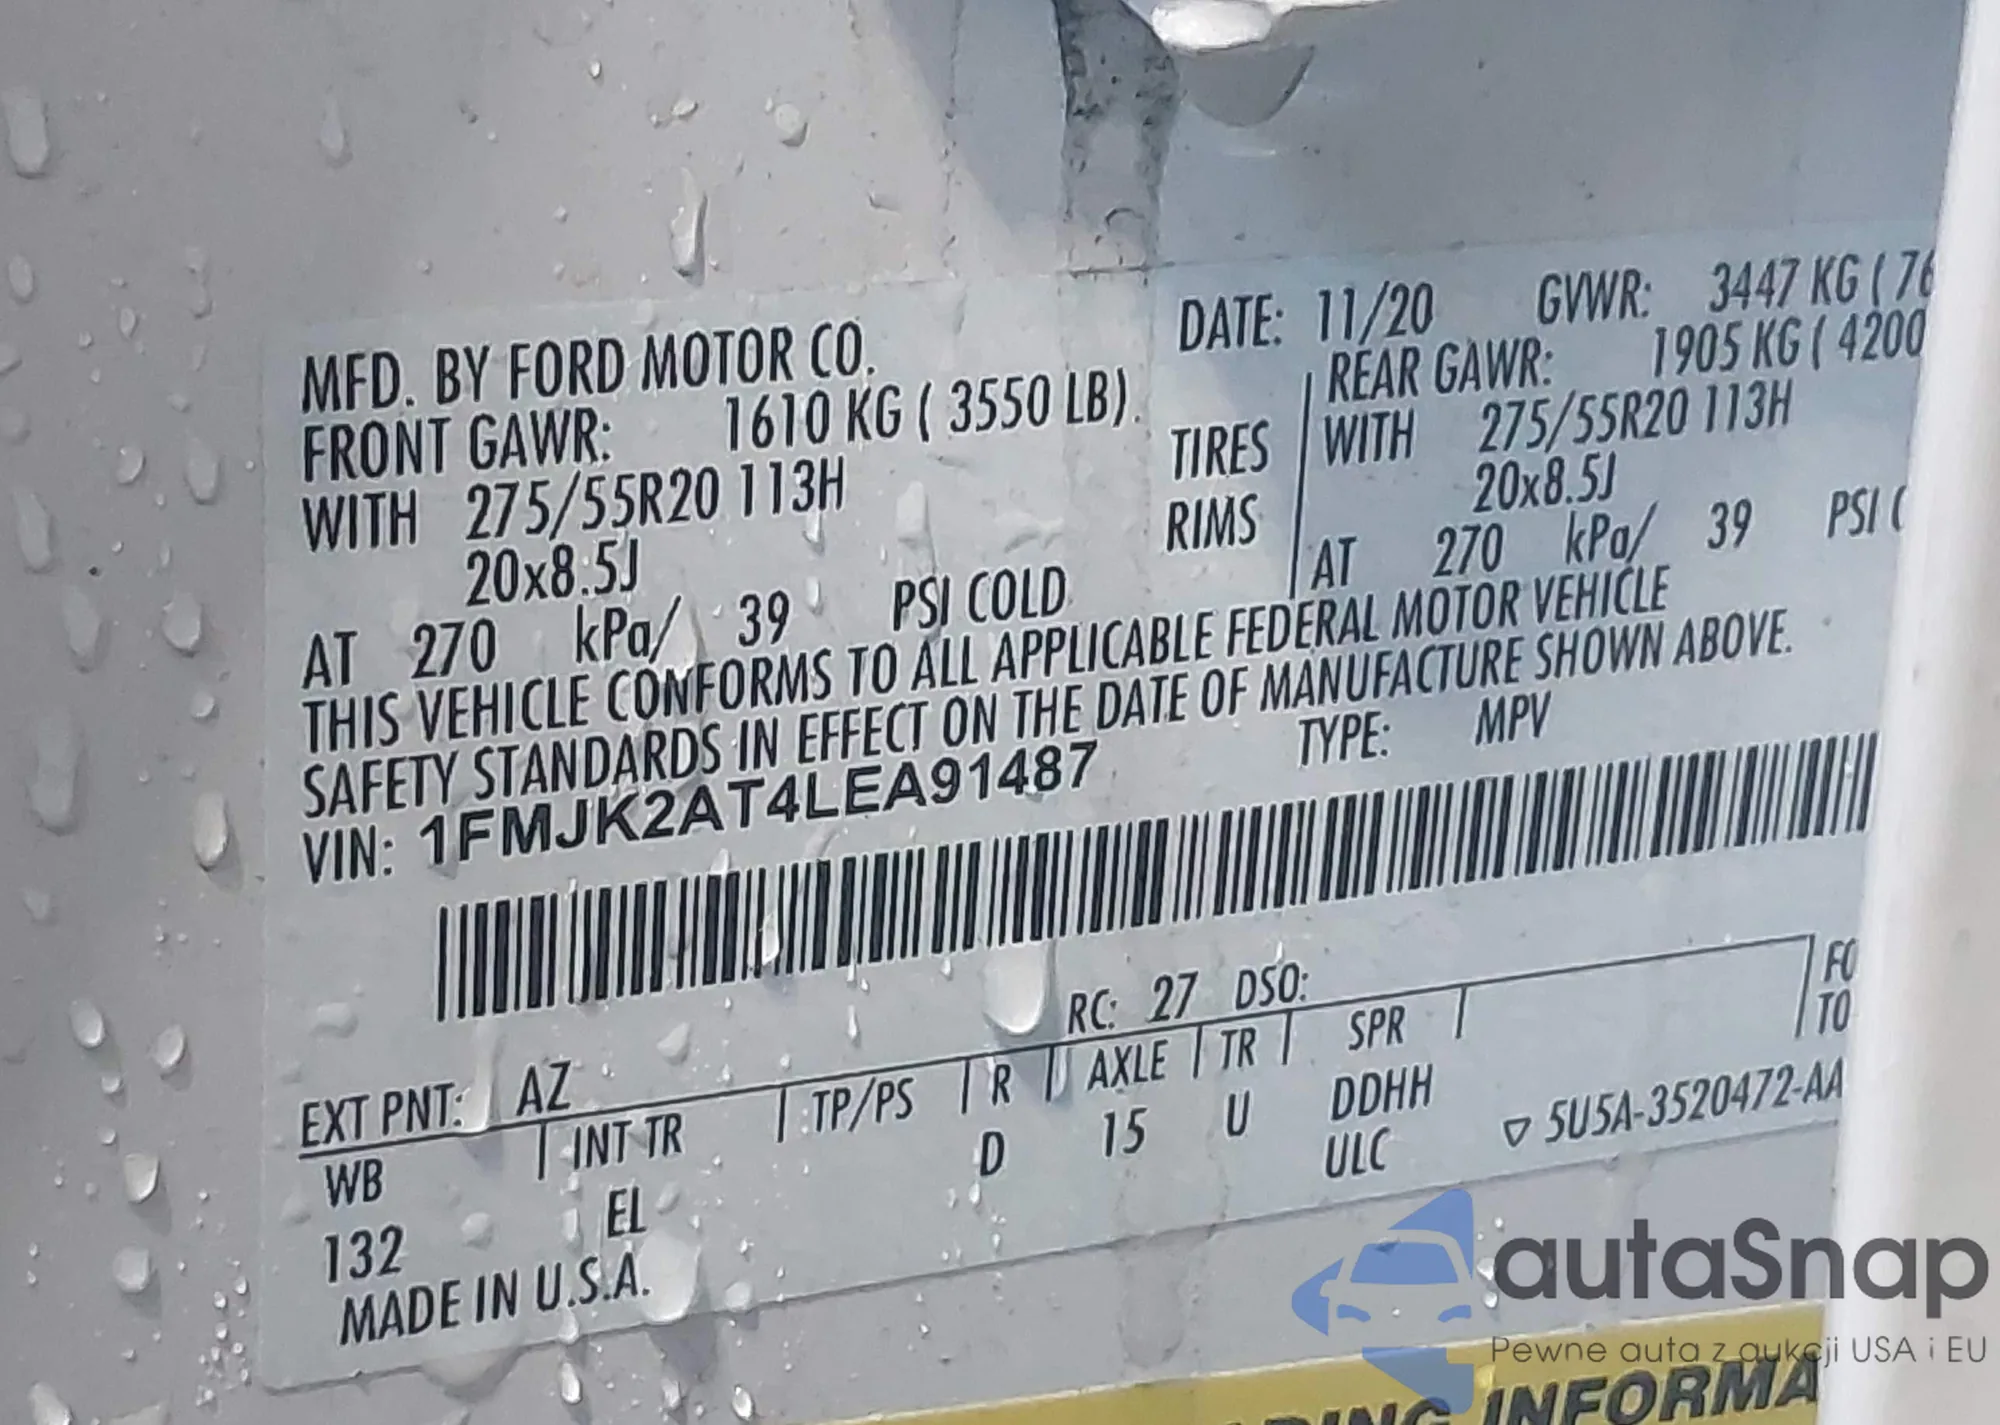 MFD. BY FORD MOTOR CO.
DATE: 11/20 GVWR: 3447 KG ( 76
FRONT GAWR: 1610 KG ( 3550 LB).
REAR GAWR: 1905 KG ( 4200
WITH 275/55R20 113H
TIRES
WITH 275/55R20 113H
20x8.5J
RIMS
20x8.5J
AT 270 kPa/ 39 PSI COLD
AT 270 kPa/ 39 PSI C
THIS VEHICLE CONFORMS TO ALL APPLICABLE FEDERAL MOTOR VEHICLE
SAFETY STANDARDS IN EFFECT ON THE DATE OF MANUFACTURE SHOWN ABOVE.
VIN: 1FMJK2AT4LEA91487
TYPE: MPV
EXT PNT: AZ
RC: 27 DSO:
FO
TO
WB INT TR TP/PS R AXLE TR SPR
132 EL D 15 U DDHH
ULC
▽ 5U5A-3520472-AA
MADE IN U.S.A.
autaSnap
Pewne auta z aukcji USA i EU
INFORMA